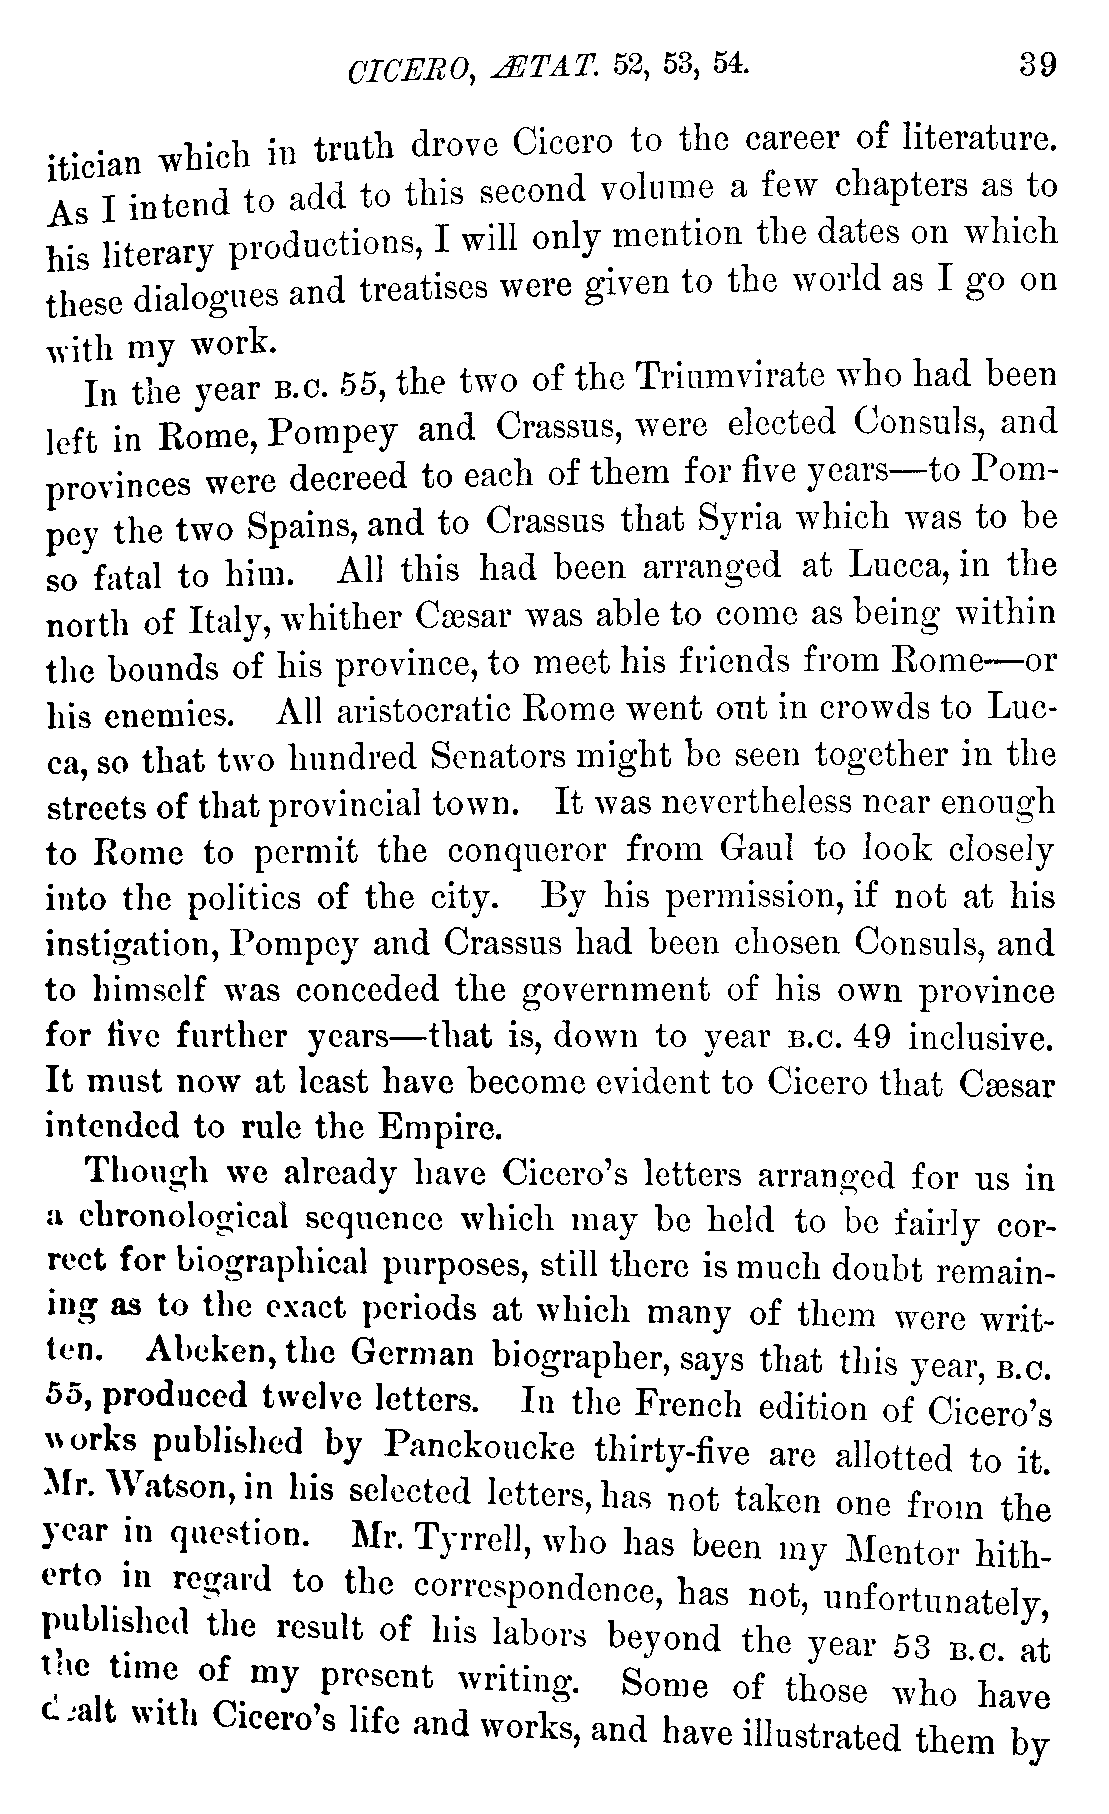 CICERO, ÆTAT. 52, 53, 54. 39
itician which in truth drove Cicero to the career of literature.
As I intend to add to this second volume a few chapters as to
his literary productions, I will only mention the dates on which
these dialogues and treatises were given to the world as I go on
with my work.
In the year B.C. 55, the two of the Triumvirate who had been
left in Rome, Pompey and Crassus, were elected Consuls, and
provinces were decreed to each of them for five years—to Pom-
pey the two Spains, and to Crassus that Syria which was to be
so fatal to him. All this had been arranged at Lucca, in the
north of Italy, whither Cæsar was able to come as being within
the bounds of his province, to meet his friends from Rome—or
his enemies. All aristocratic Rome went out in crowds to Luc-
ca, so that two hundred Senators might be seen together in the
streets of that provincial town. It was nevertheless near enough
to Rome to permit the conqueror from Gaul to look closely
into the politics of the city. By his permission, if not at his
instigation, Pompey and Crassus had been chosen Consuls, and
to himself was conceded the government of his own province
for five further years—that is, down to year B.C. 49 inclusive.
It must now at least have become evident to Cicero that Cæsar
intended to rule the Empire.
Though we already have Cicero's letters arranged for us in
a chronological sequence which may be held to be fairly cor-
rect for biographical purposes, still there is much doubt remain-
ing as to the exact periods at which many of them were writ-
ten. Abeken, the German biographer, says that this year, B.C.
55, produced twelve letters. In the French edition of Cicero's
works published by Panckoucke thirty-five are allotted to it.
Mr. Watson, in his selected letters, has not taken one from the
year in question. Mr. Tyrrell, who has been my Mentor hith-
erto in regard to the correspondence, has not, unfortunately,
published the result of his labors beyond the year 53 B.C. at
the time of my present writing. Some of those who have
dealt with Cicero's life and works, and have illustrated them by